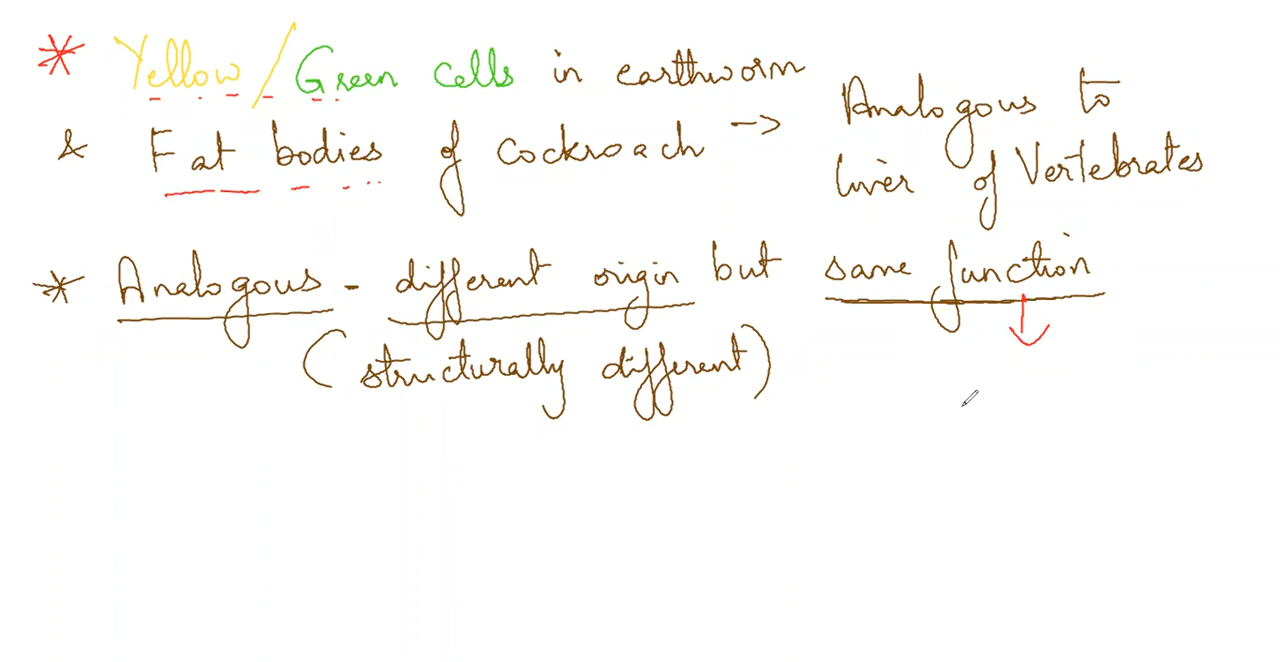 * Yellow/Green cells in earthworm
& Fat bodies of cockroach -> Analogous to
liver of Vertebrates
* Analogous - different origin but same function
(structurally different)